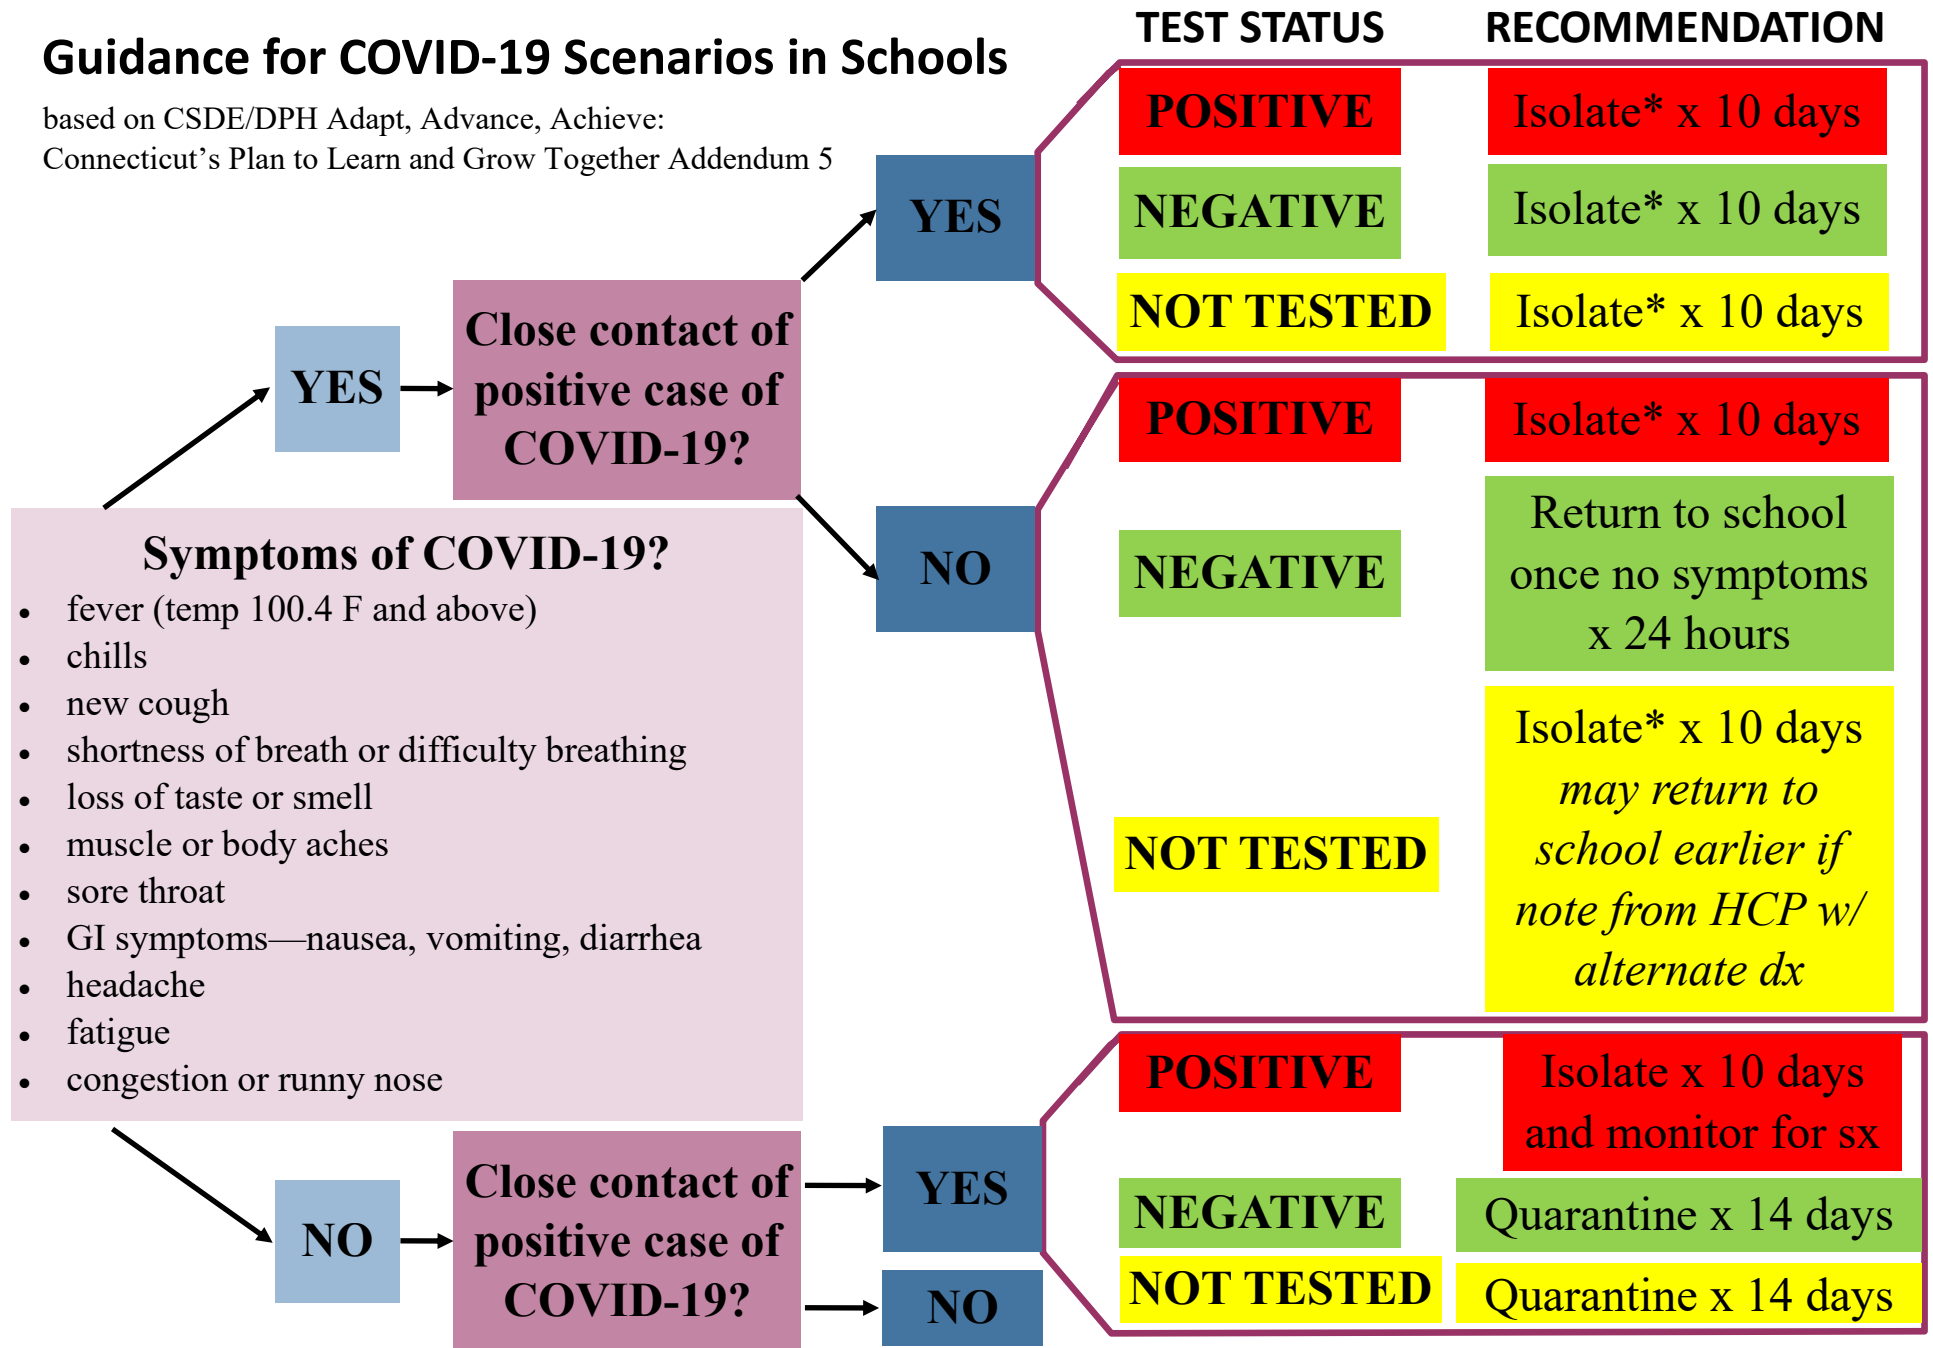 Guidance for COVID-19 Scenarios in Schools
based on CSDE/DPH Adapt, Advance, Achieve:
Connecticut’s Plan to Learn and Grow Together Addendum 5
TEST STATUS
RECOMMENDATION
Symptoms of COVID-19?
• fever (temp 100.4 F and above)
• chills
• new cough
• shortness of breath or difficulty breathing
• loss of taste or smell
• muscle or body aches
• sore throat
• GI symptoms—nausea, vomiting, diarrhea
• headache
• fatigue
• congestion or runny nose
YES
Close contact of
positive case of
COVID-19?
YES
POSITIVE
Isolate* x 10 days
NEGATIVE
Isolate* x 10 days
NOT TESTED
Isolate* x 10 days
NO
POSITIVE
Isolate* x 10 days
NEGATIVE
Return to school
once no symptoms
x 24 hours
NOT TESTED
Isolate* x 10 days
may return to
school earlier if
note from HCP w/
alternate dx
NO
Close contact of
positive case of
COVID-19?
YES
POSITIVE
Isolate x 10 days
and monitor for sx
NEGATIVE
Quarantine x 14 days
NOT TESTED
Quarantine x 14 days
NO